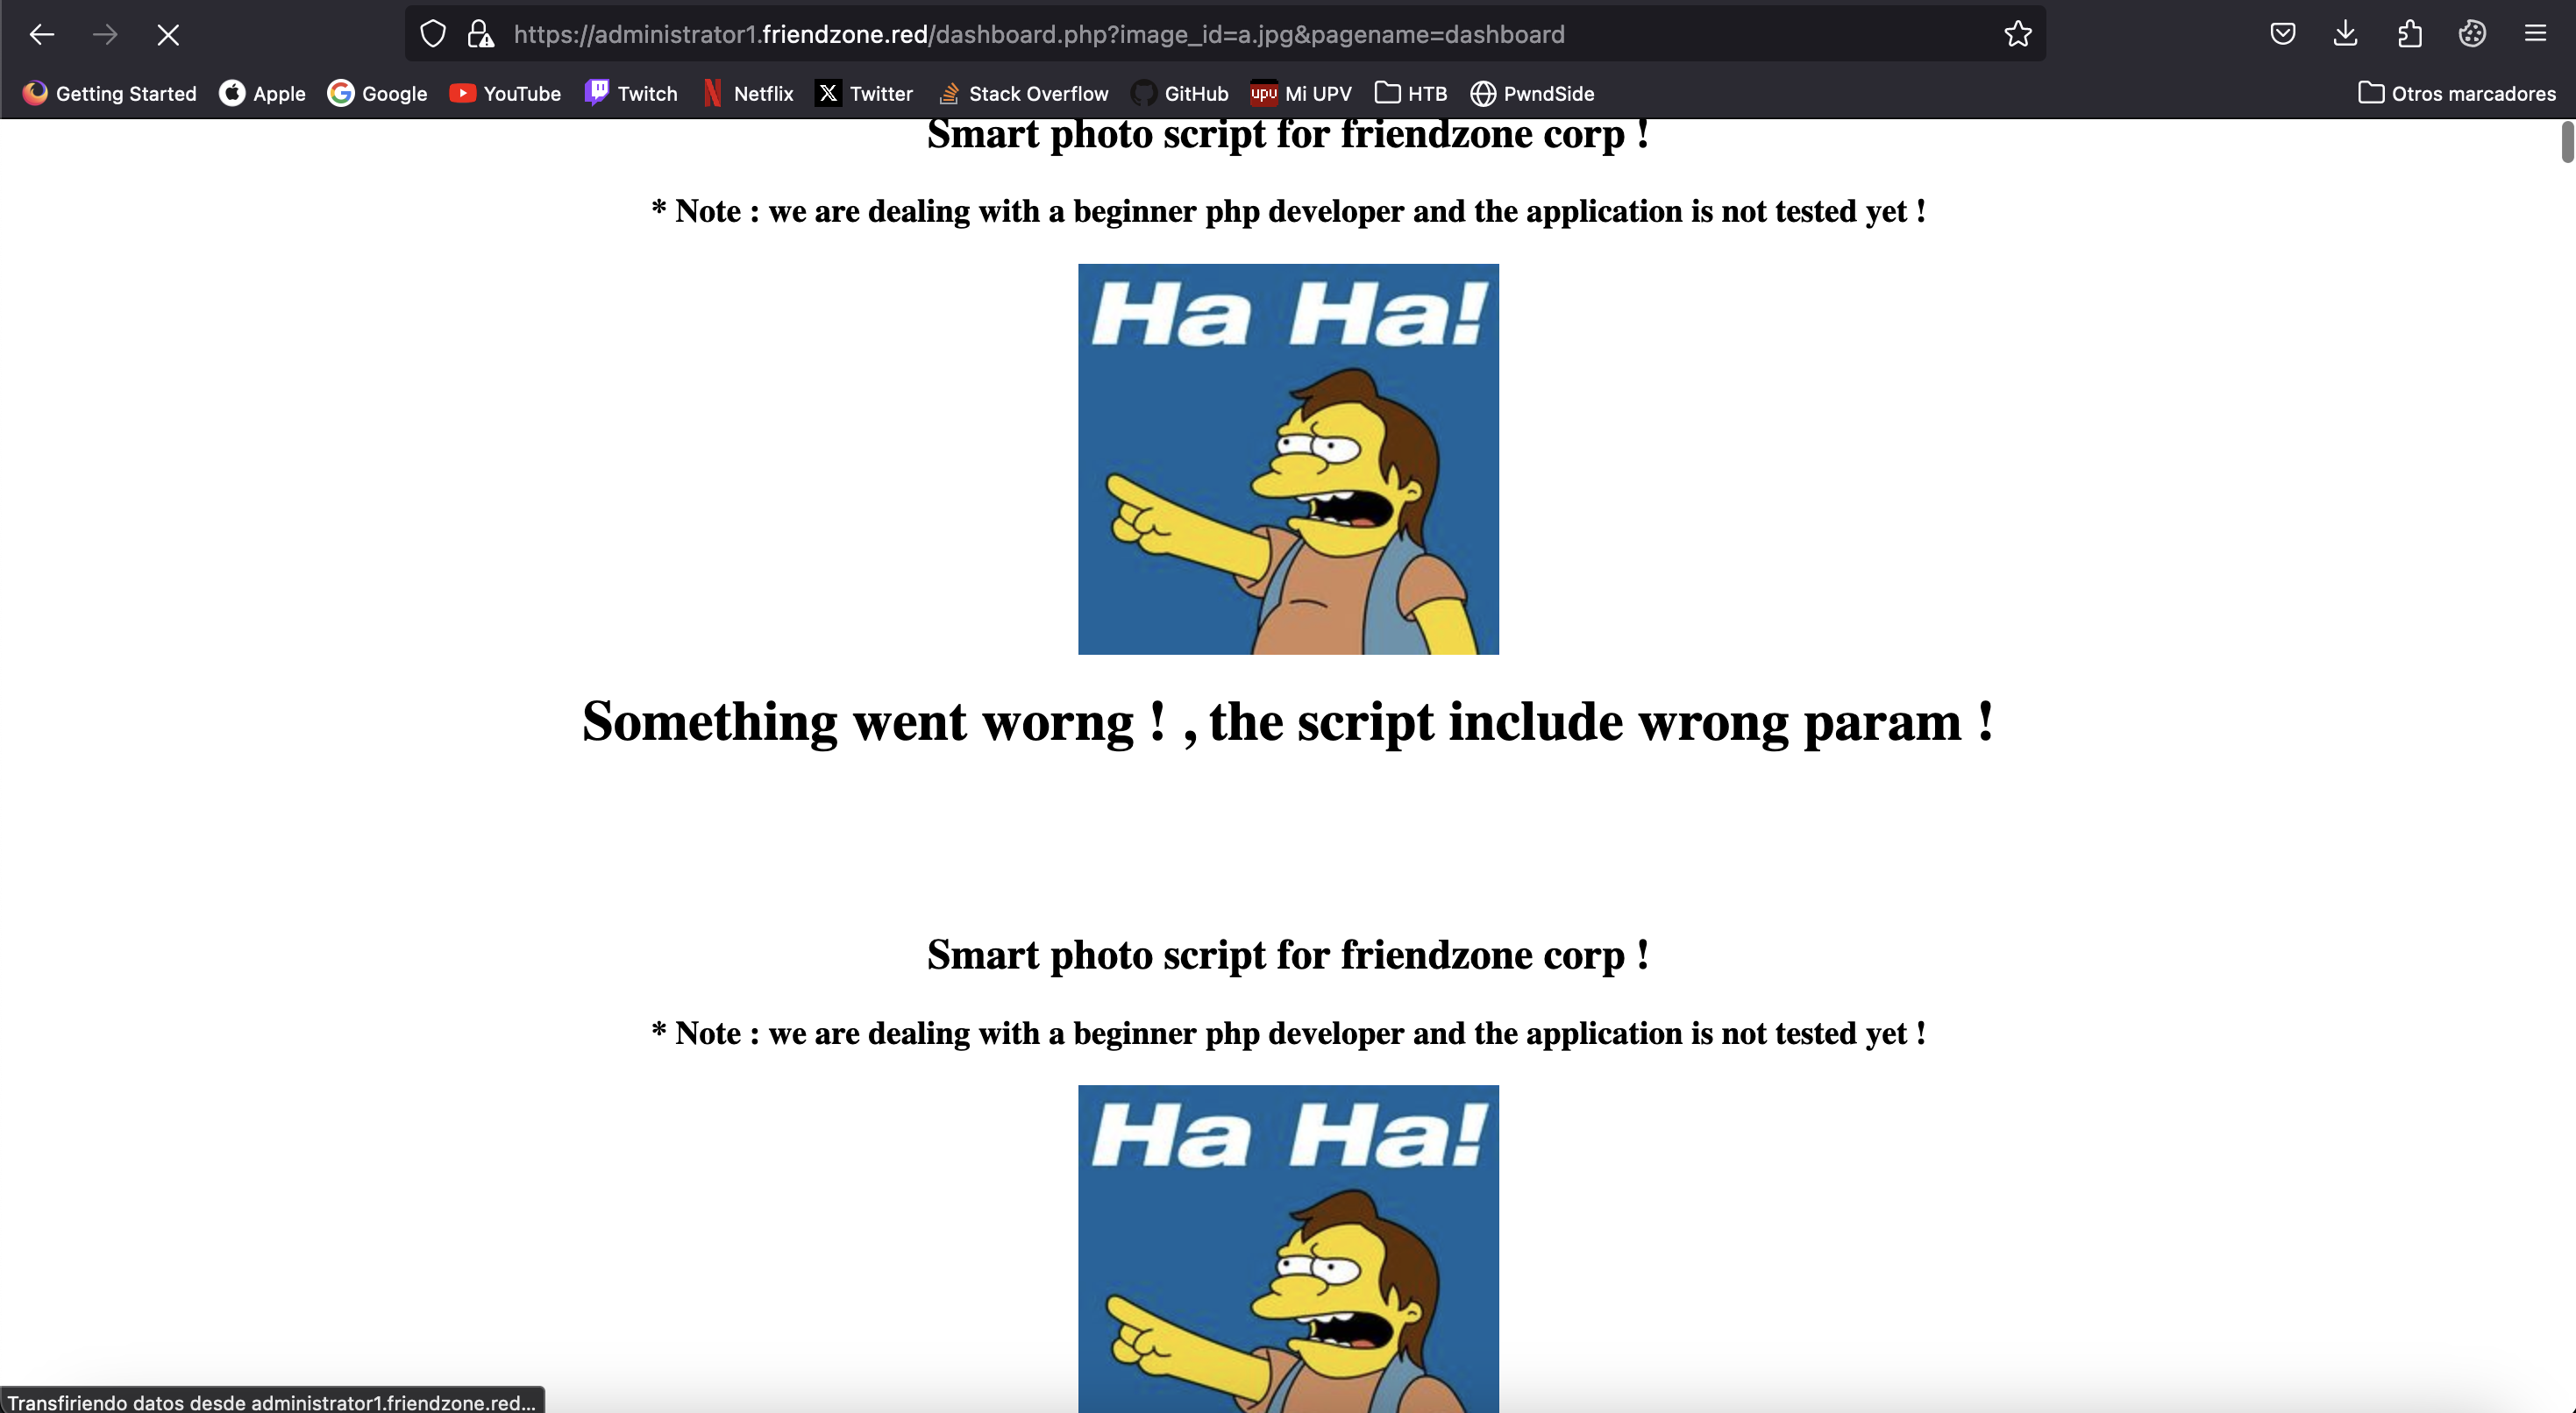 https://administrator1.friendzone.red/dashboard.php?image_id=a.jpg&pagename=dashboard
Getting Started Apple Google YouTube Twitch Netflix X Twitter Stack Overflow GitHub upv Mi UPV HTB PwndSide Otros marcadores
Smart photo script for friendzone corp !
* Note : we are dealing with a beginner php developer and the application is not tested yet !
Ha Ha!
Something went worng ! , the script include wrong param !
Smart photo script for friendzone corp !
* Note : we are dealing with a beginner php developer and the application is not tested yet !
Ha Ha!
Transfiriendo datos desde administrator1.friendzone.red...